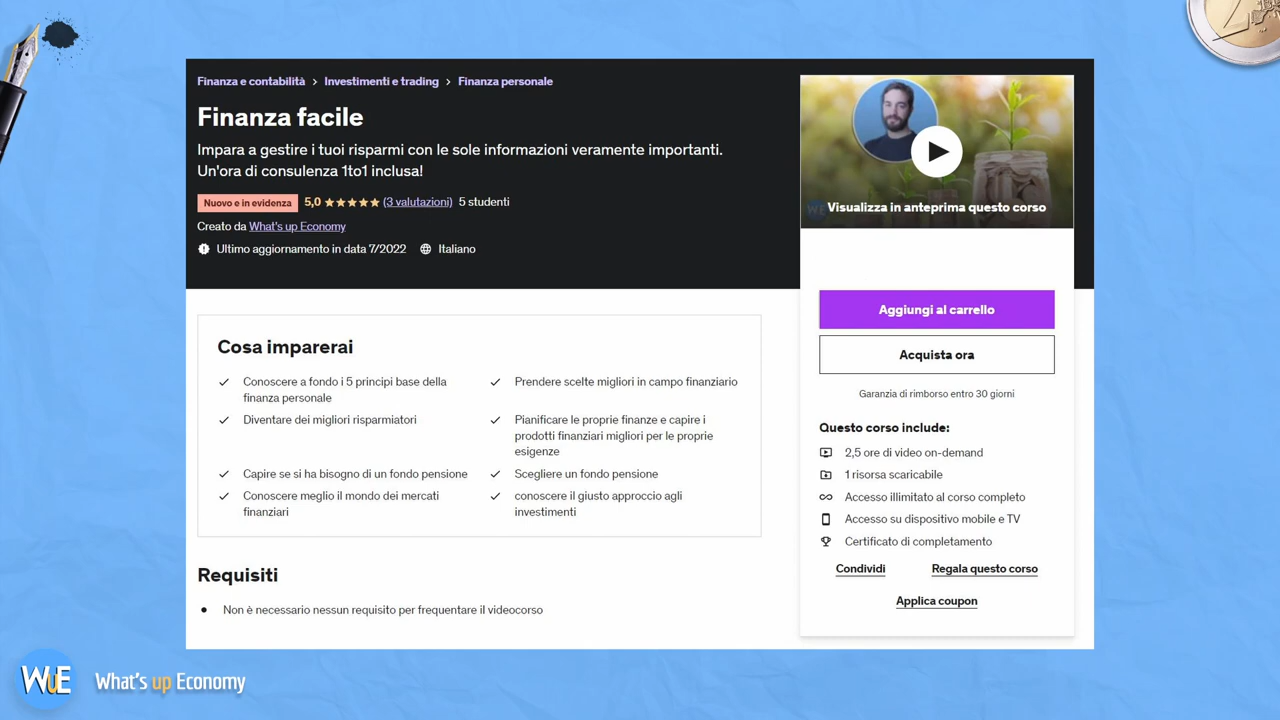 Finanza e contabilità > Investimenti e trading > Finanza personale
Finanza facile
Impara a gestire i tuoi risparmi con le sole informazioni veramente importanti.
Un'ora di consulenza 1to1 inclusa!
Nuovo e in evidenza 5,0 (3 valutazioni) 5 studenti
Creato da What's up Economy
Ultimo aggiornamento in data 7/2022 Italiano
Visualizza in anteprima questo corso
Aggiungi al carrello
Acquista ora
Garanzia di rimborso entro 30 giorni
Questo corso include:
2,5 ore di video on-demand
1 risorsa scaricabile
Accesso illimitato al corso completo
Accesso su dispositivo mobile e TV
Certificato di completamento
Condividi Regala questo corso
Applica coupon
Cosa imparerai
Conoscere a fondo i 5 principi base della
finanza personale
Prendere scelte migliori in campo finanziario
Diventare dei migliori risparmiatori
Pianificare le proprie finanze e capire i
prodotti finanziari migliori per le proprie
esigenze
Capire se si ha bisogno di un fondo pensione
Scegliere un fondo pensione
Conoscere meglio il mondo dei mercati
finanziari
conoscere il giusto approccio agli
investimenti
Requisiti
Non è necessario nessun requisito per frequentare il videocorso
WuE What's up Economy